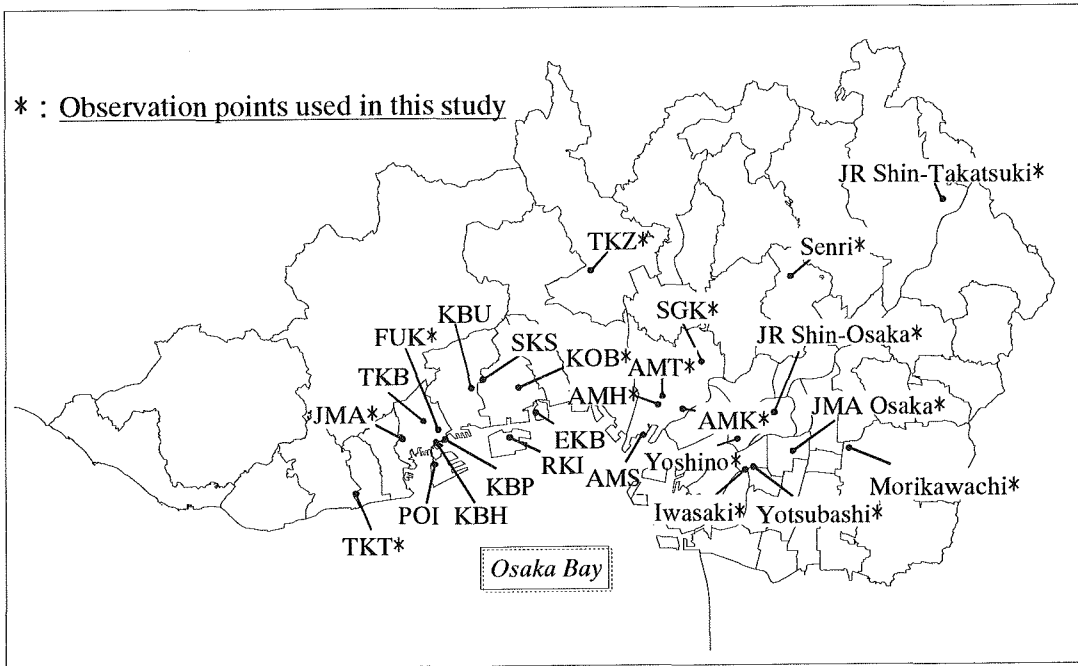 * : Observation points used in this study
JR Shin-Takatsuki*
TKZ*
Senri*
KBU
SGK*
FUK*
SKS
JR Shin-Osaka*
KOB*
AMT*
TKB
AMH*
JMA*
AMK*
JMA Osaka*
EKB
RKI
Yoshino*
AMS
KBP
Morikawachi*
POI
KBH
Iwasaki*
Yotsubashi*
TKT*
Osaka Bay